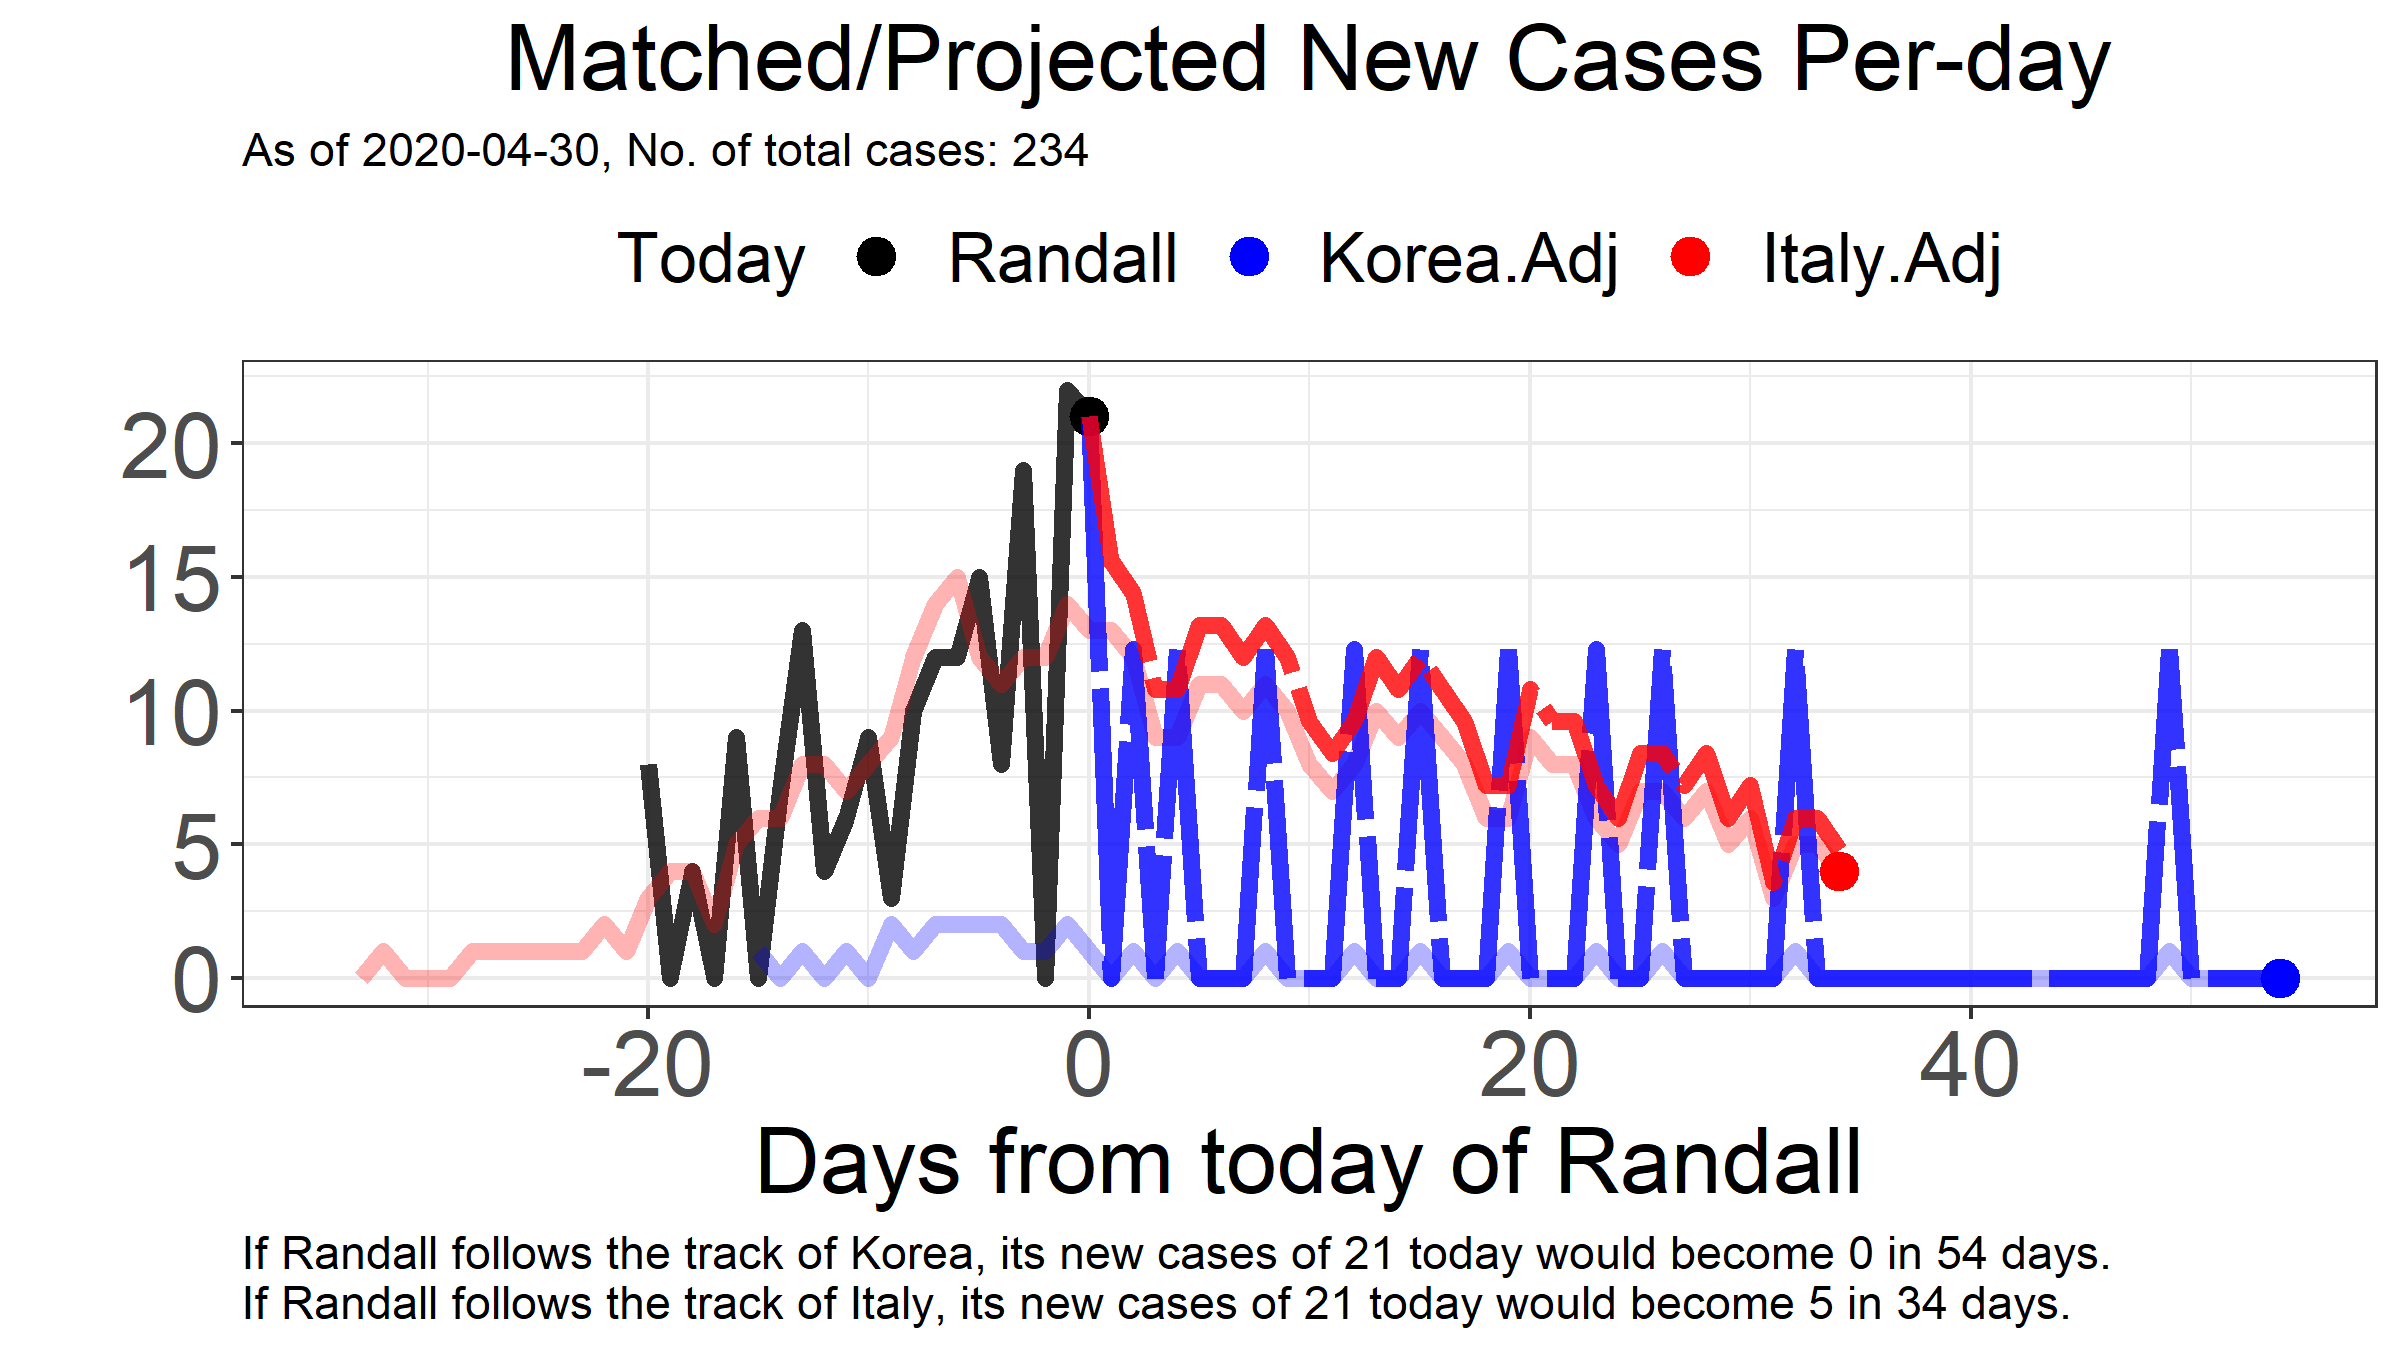 Matched/Projected New Cases Per-day
As of 2020-04-30, No. of total cases: 234
Today Randall Korea.Adj Italy.Adj
20
15
10
5
0
-20 0 20 40
Days from today of Randall
If Randall follows the track of Korea, its new cases of 21 today would become 0 in 54 days.
If Randall follows the track of Italy, its new cases of 21 today would become 5 in 34 days.